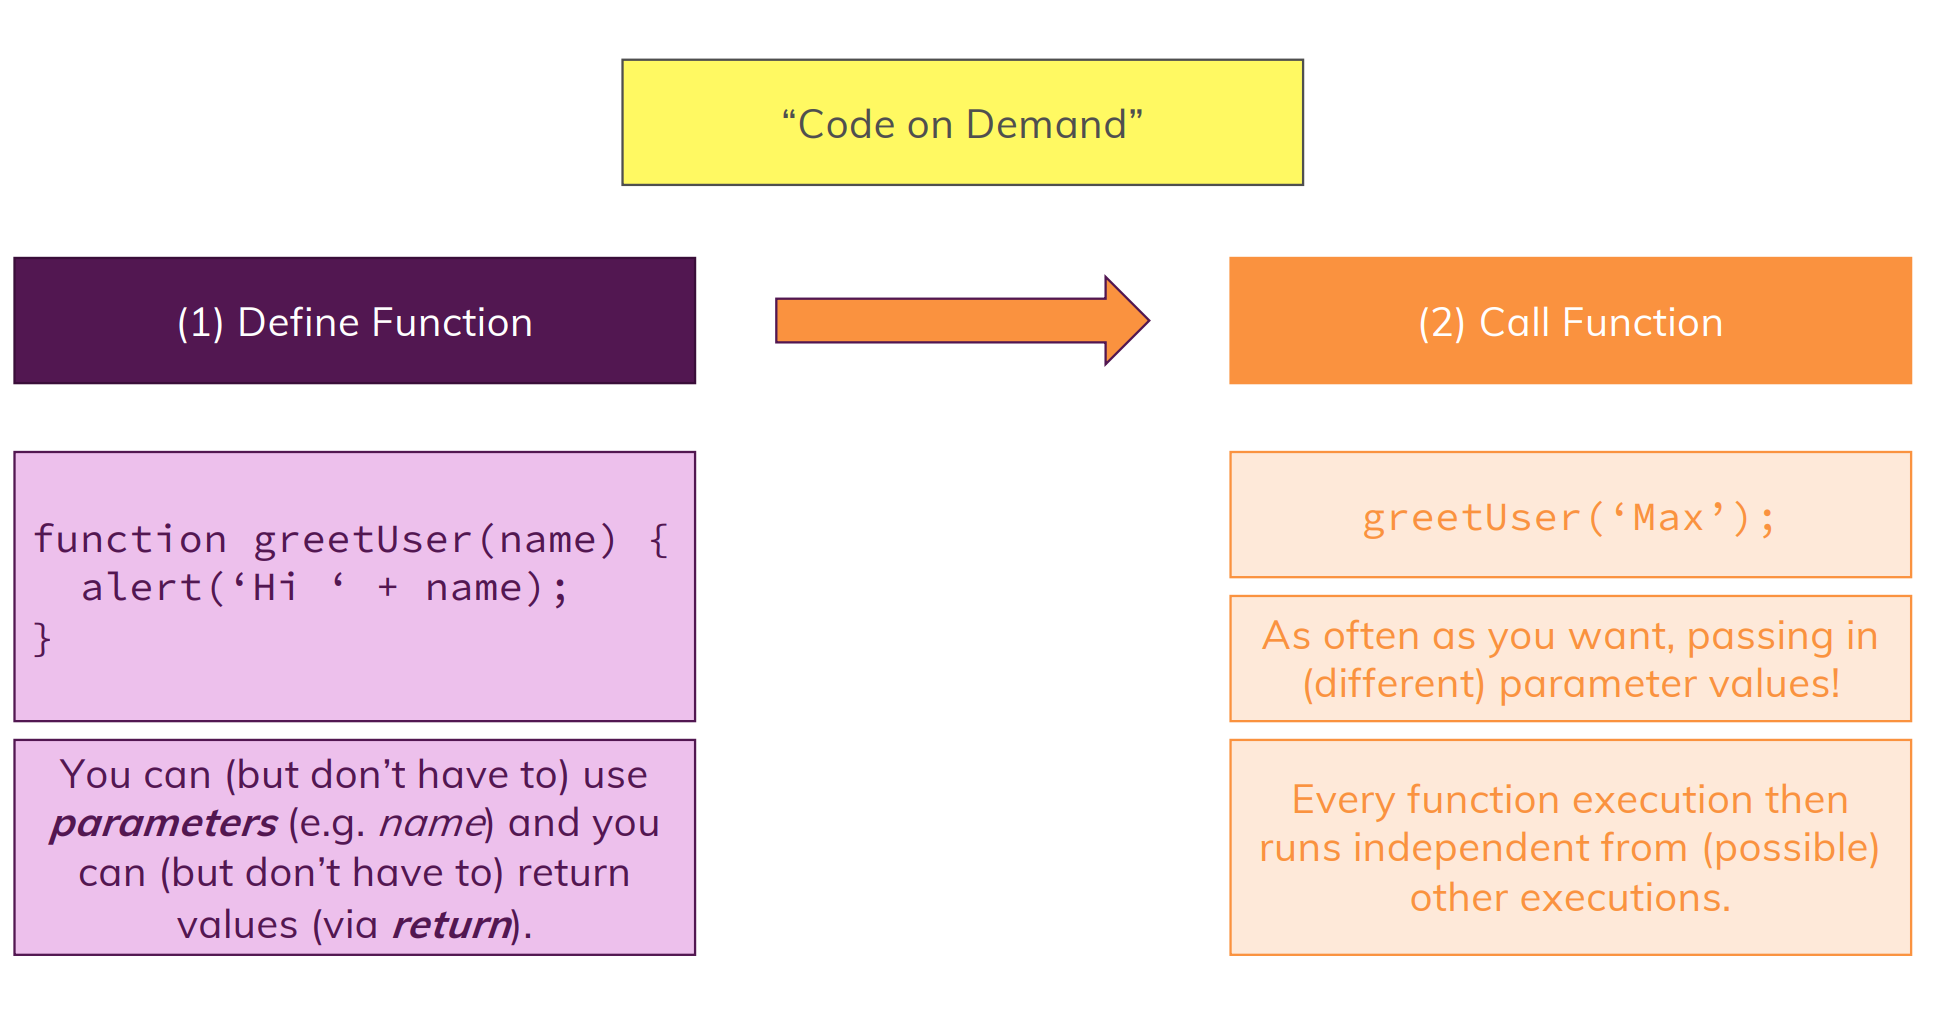 “Code on Demand”
(1) Define Function
(2) Call Function
function greetUser(name) {
alert(‘Hi ‘ + name);
}
You can (but don’t have to) use
parameters (e.g. name) and you
can (but don’t have to) return
values (via return).
greetUser(‘Max’);
As often as you want, passing in
(different) parameter values!
Every function execution then
runs independent from (possible)
other executions.